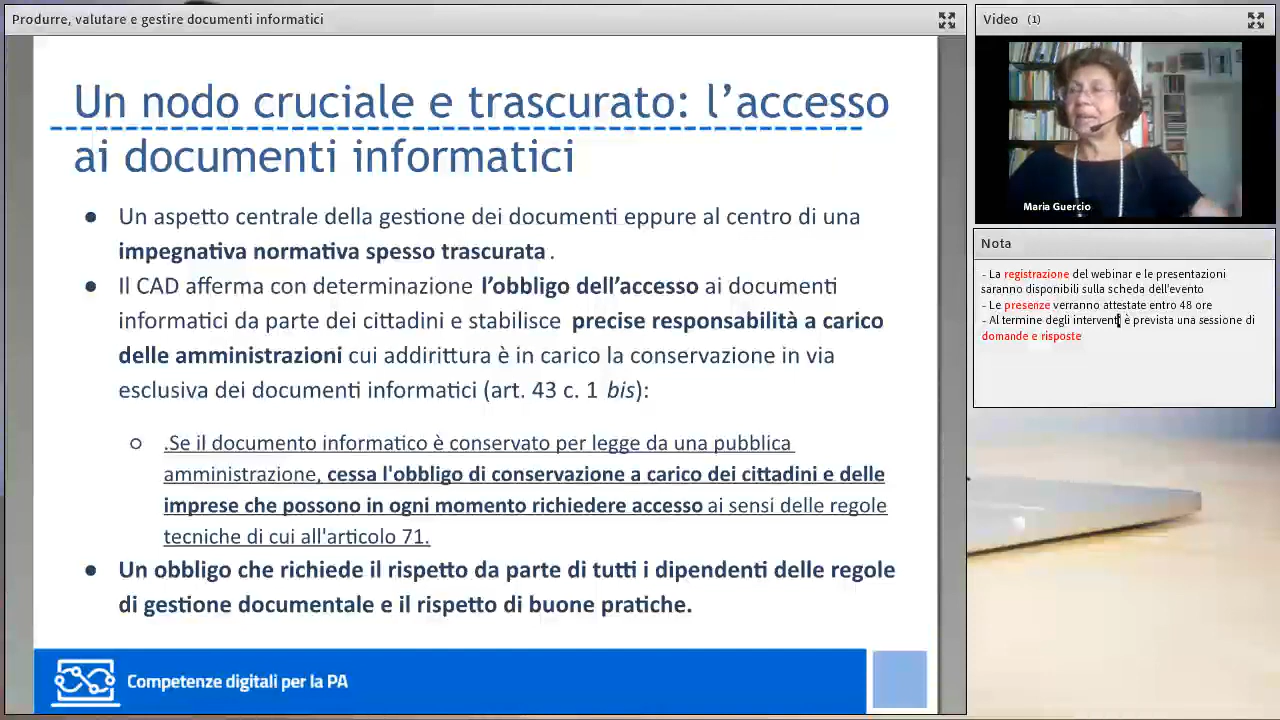 Produrre, valutare e gestire documenti informatici
Un nodo cruciale e trascurato: l’accesso
ai documenti informatici
● Un aspetto centrale della gestione dei documenti eppure al centro di una
impegnativa normativa spesso trascurata.
● Il CAD afferma con determinazione l’obbligo dell’accesso ai documenti
informatici da parte dei cittadini e stabilisce precise responsabilità a carico
delle amministrazioni cui addirittura è in carico la conservazione in via
esclusiva dei documenti informatici (art. 43 c. 1 bis):
○ .Se il documento informatico è conservato per legge da una pubblica
amministrazione, cessa l'obbligo di conservazione a carico dei cittadini e delle
imprese che possono in ogni momento richiedere accesso ai sensi delle regole
tecniche di cui all'articolo 71.
● Un obbligo che richiede il rispetto da parte di tutti i dipendenti delle regole
di gestione documentale e il rispetto di buone pratiche.
Competenze digitali per la PA
Video (1)
Maria Guercio
Nota
- La registrazione del webinar e le presentazioni
saranno disponibili sulla scheda dell'evento
- Le presenze verranno attestate entro 48 ore
- Al termine degli interventi è prevista una sessione di
domande e risposte